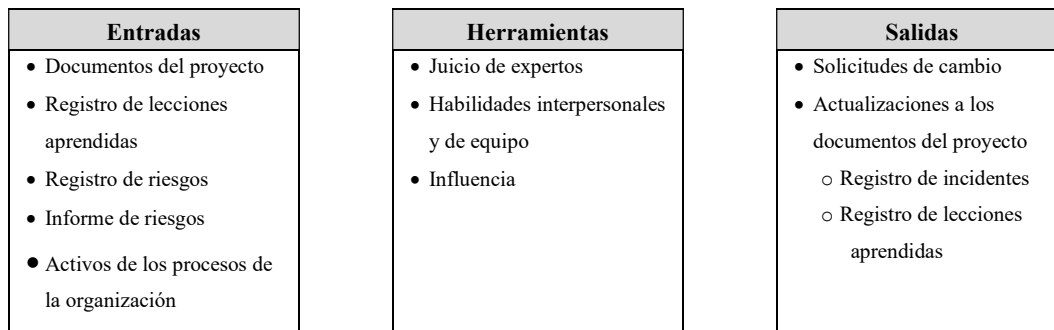 Entradas
• Documentos del proyecto
• Registro de lecciones
aprendidas
• Registro de riesgos
• Informe de riesgos
• Activos de los procesos de
la organización
Herramientas
• Juicio de expertos
• Habilidades interpersonales
y de equipo
• Influencia
Salidas
• Solicitudes de cambio
• Actualizaciones a los
documentos del proyecto
o Registro de incidentes
o Registro de lecciones
aprendidas